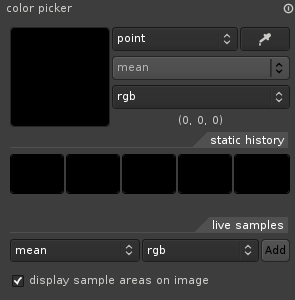 color picker
point
mean
rgb
(0, 0, 0)
static history
live samples
mean rgb Add
display sample areas on image